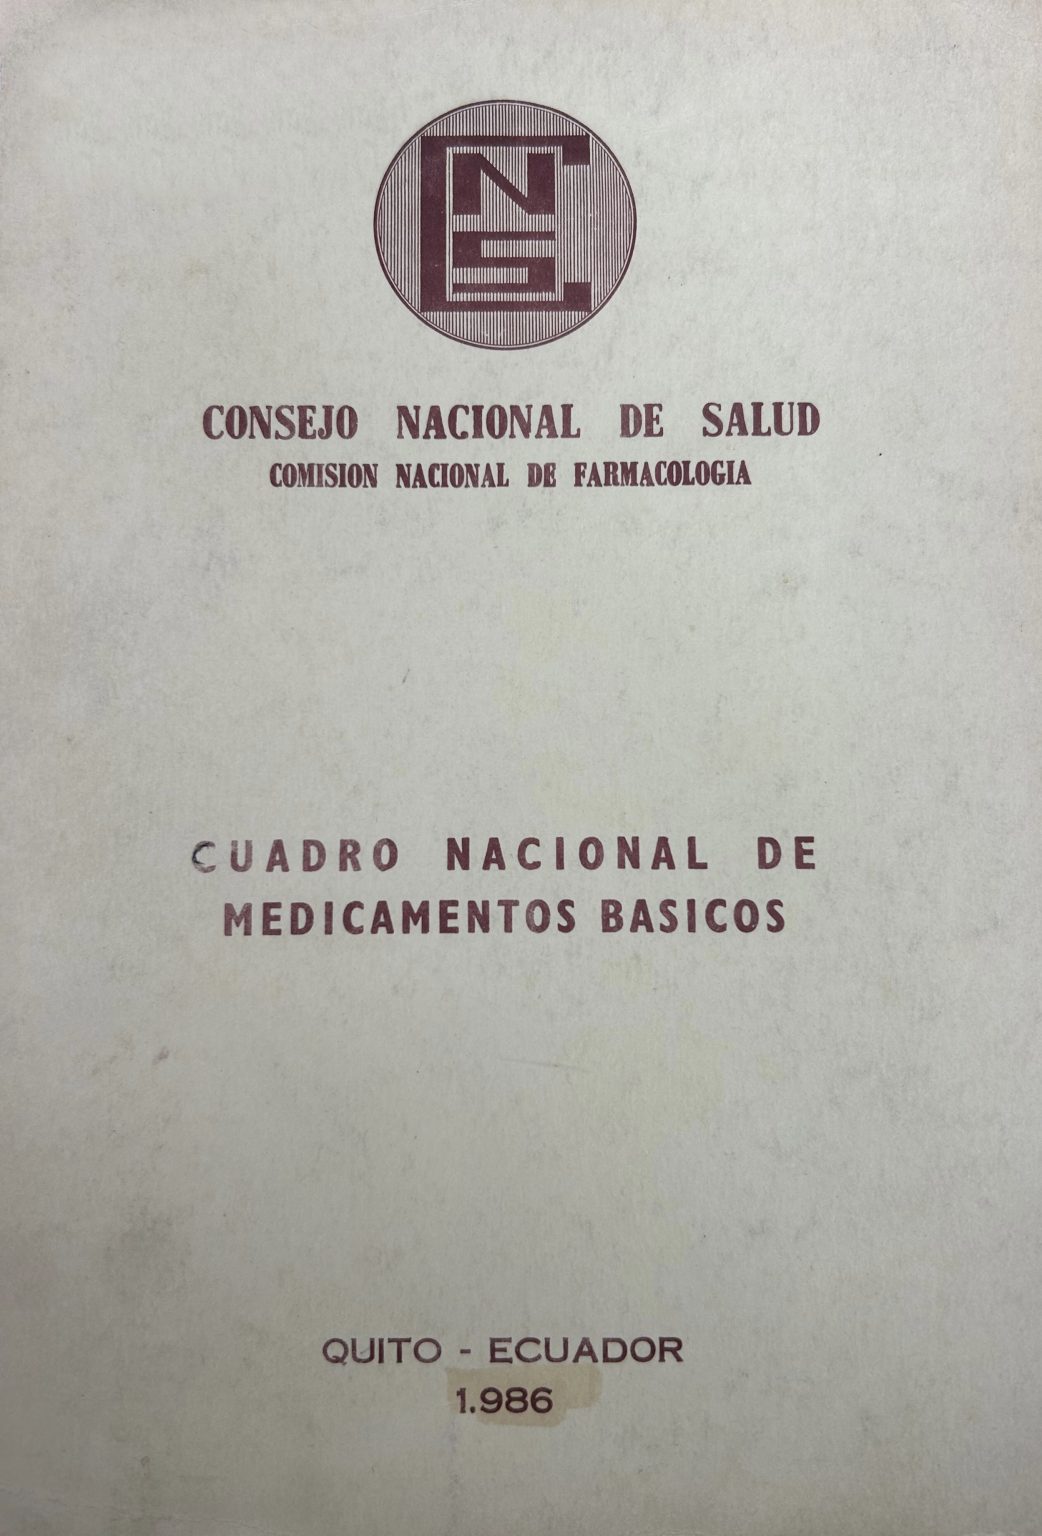 CNS
CONSEJO NACIONAL DE SALUD
COMISION NACIONAL DE FARMACOLOGIA
CUADRO NACIONAL DE
MEDICAMENTOS BASICOS
QUITO - ECUADOR
1.986